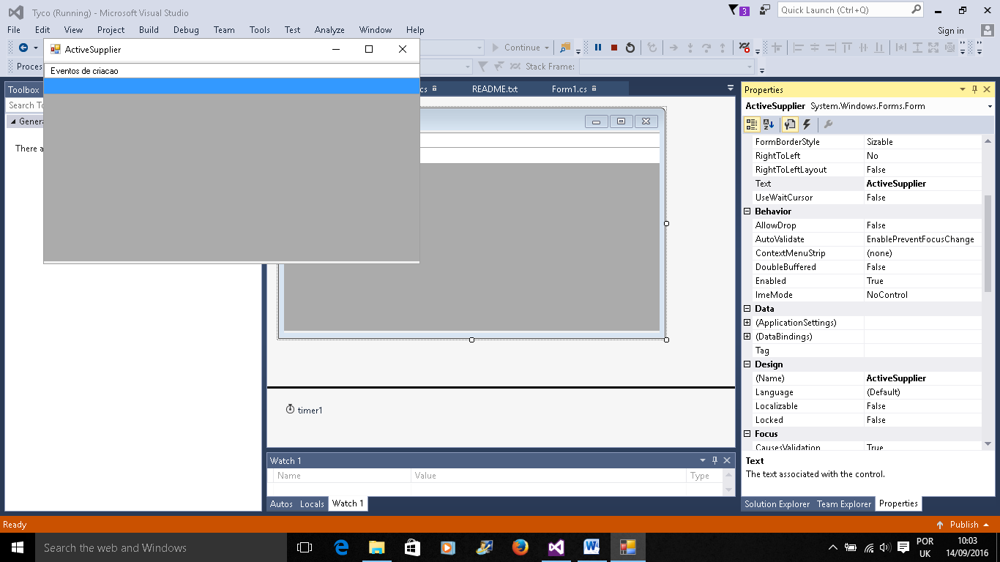 Tyco (Running) - Microsoft Visual Studio
3
Quick Launch (Ctrl+Q)
File Edit View Project Build Debug Team Tools Test Analyze Window Help
Sign in
ActiveSupplier
Continue
Eventos de criacao
Proces
Stack Frame:
Toolbox
cs
README.txt
Form1.cs
Properties
Search To
ActiveSupplier System.Windows.Forms.Form
Genera
There a
FormBorderStyle Sizable
RightToLeft No
RightToLeftLayout False
Text ActiveSupplier
UseWaitCursor False
Behavior
AllowDrop False
AutoValidate EnablePreventFocusChange
ContextMenuStrip (none)
DoubleBuffered False
Enabled True
ImeMode NoControl
Data
(ApplicationSettings)
(DataBindings)
Tag
Design
(Name) ActiveSupplier
Language (Default)
Localizable False
Locked False
Focus
CausesValidation True
timer1
Text
The text associated with the control.
Watch 1
Name Value Type
Autos Locals Watch 1
Solution Explorer Team Explorer Properties
Ready
Publish
Search the web and Windows
POR
UK
10:03
14/09/2016